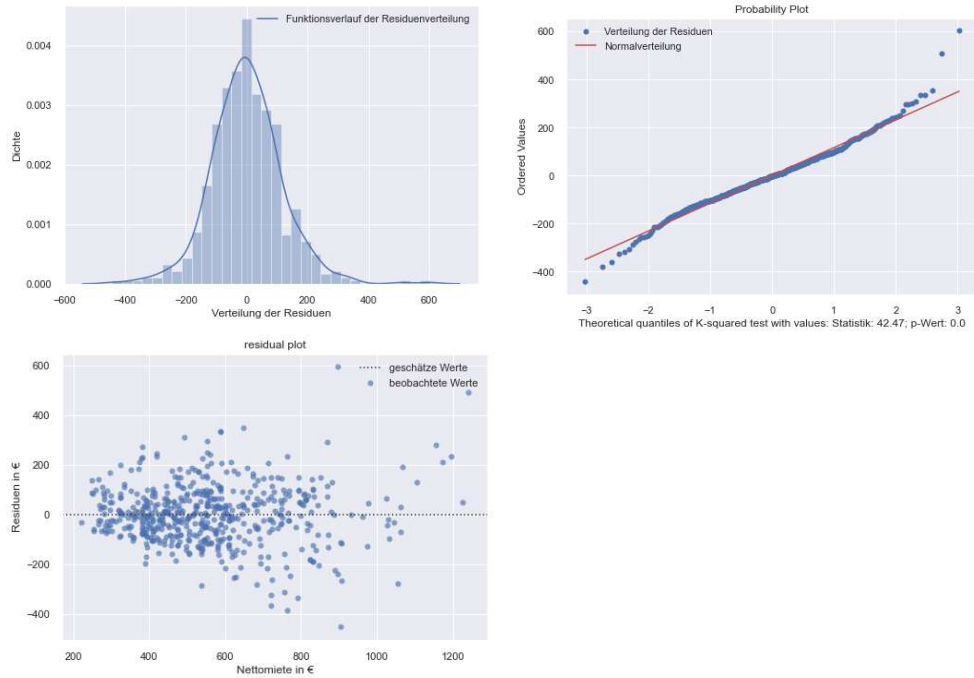 Funktionsverlauf der Residuenverteilung
0.004
0.003
0.002
0.001
0.000
Dichte
−600 −400 −200 0 200 400 600
Verteilung der Residuen
Probability Plot
Verteilung der Residuen
Normalverteilung
600
400
200
0
−200
−400
Ordered Values
−3 −2 −1 0 1 2 3
Theoretical quantiles of K-squared test with values: Statistik: 42.47; p-Wert: 0.0
residual plot
geschätze Werte
beobachtete Werte
600
400
200
0
−200
−400
Residuen in €
200 400 600 800 1000 1200
Nettomiete in €